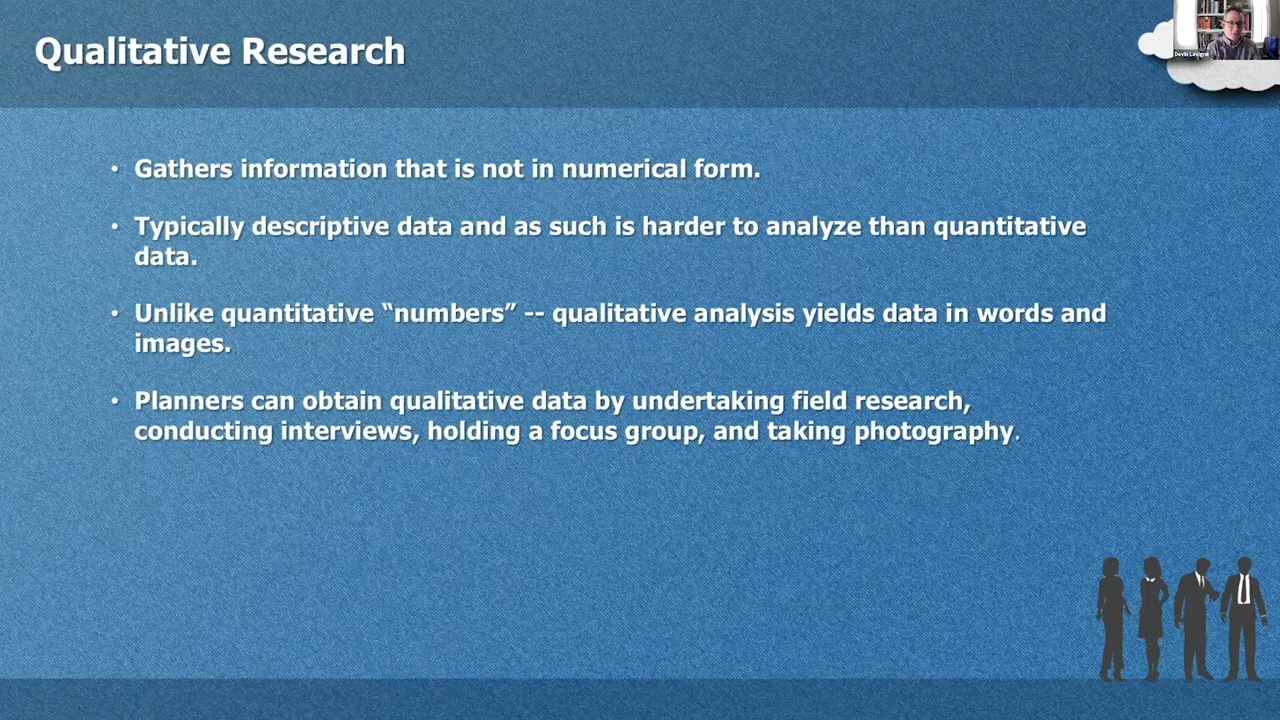 Qualitative Research
Devin Lavigne
• Gathers information that is not in numerical form.
• Typically descriptive data and as such is harder to analyze than quantitative
data.
• Unlike quantitative “numbers” -- qualitative analysis yields data in words and
images.
• Planners can obtain qualitative data by undertaking field research,
conducting interviews, holding a focus group, and taking photography.